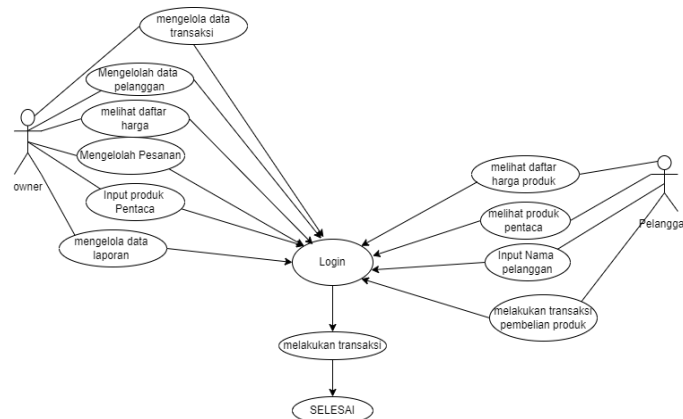 mengelola data
transaksi
Mengelolah data
pelanggan
melihat daftar
harga
Mengelolah Pesanan
owner
Input produk
Pentaca
mengelola data
laporan
melihat daftar
harga produk
melihat produk
pentaca
Pelangga
Input Nama
pelanggan
Login
melakukan transaksi
pembelian produk
melakukan transaksi
SELESAI